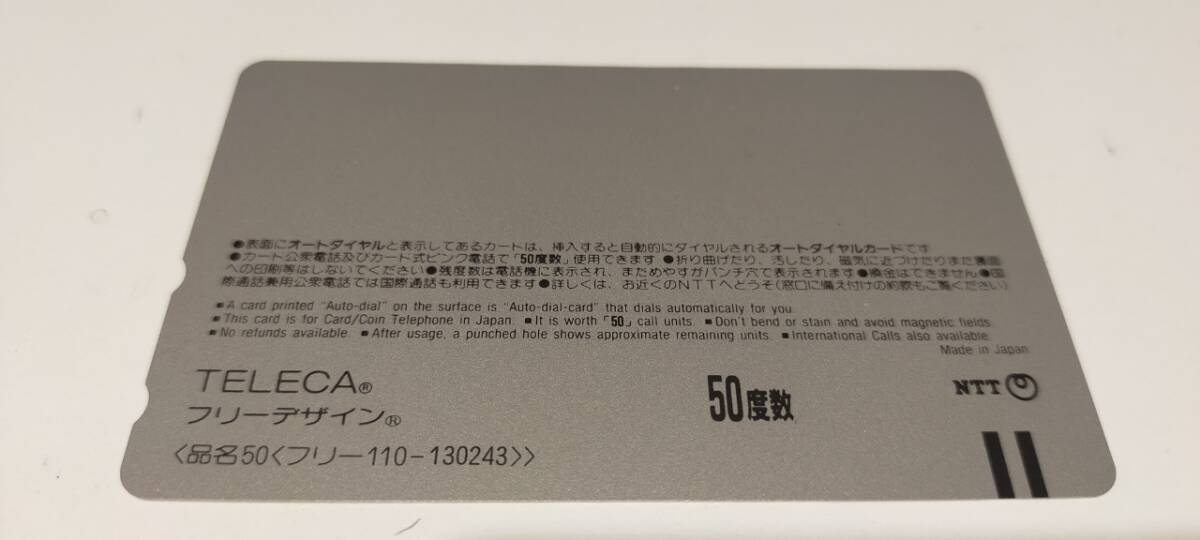 ●表面にオートダイヤルと表示してあるカードは、挿入すると自動的にダイヤルされるオートダイヤルカードです
●カード公衆電話及びカード式ピンク電話で「50度数」使用できます ●折り曲げたり、汚したり、磁気に近づけたりまた裏面
への印刷等はしないでください ●残度数は電話機に表示され、まためやすがパンチ穴で表示されます ●換金はできません ●国
際通話兼用公衆電話では国際通話も利用できます ●詳しくは、お近くのNTTへどうぞ(窓口に備え付けの約款もご覧ください)
■A card printed "Auto-dial" on the surface is "Auto-dial-card" that dials automatically for you.
■This card is for Card/Coin Telephone in Japan. ■It is worth「50」call units. ■Don't bend or stain and avoid magnetic fields.
■No refunds available. ■After usage, a punched hole shows approximate remaining units. ■International Calls also available.
Made in Japan
TELECA®
フリーデザイン®
50度数
NTT
〈品名50〈フリー110-130243〉〉